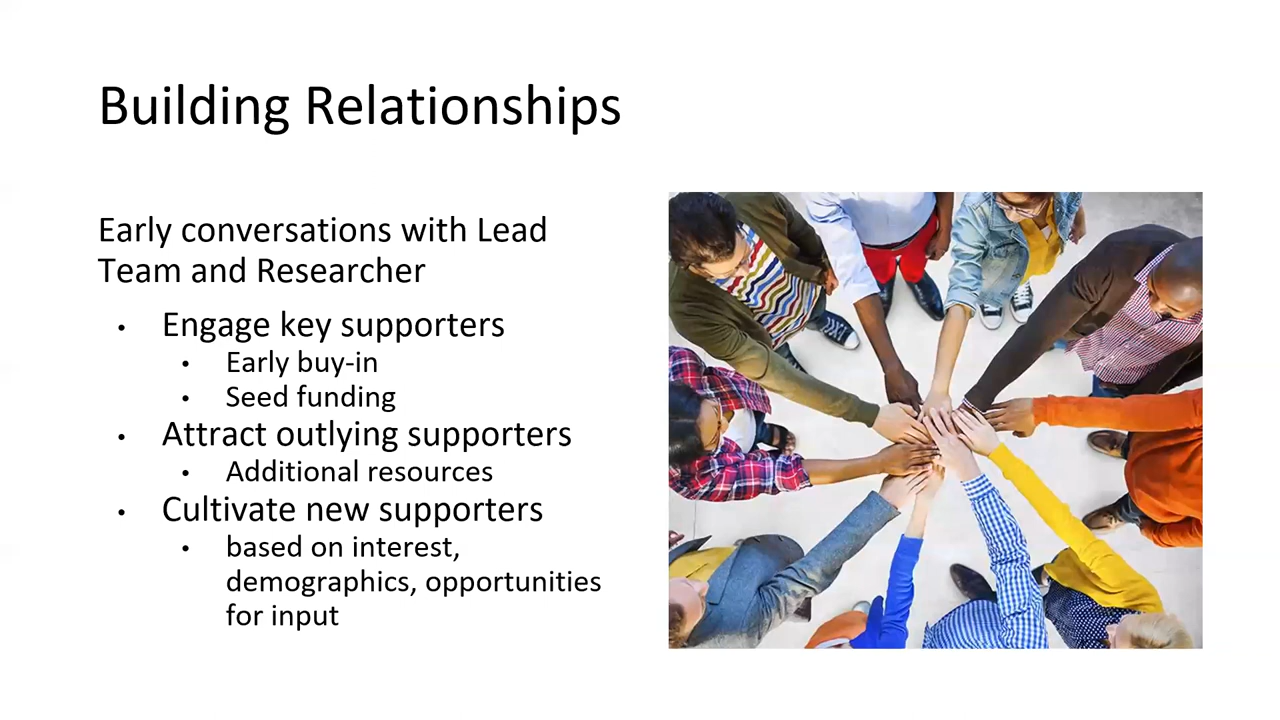 Building Relationships
Early conversations with Lead
Team and Researcher
• Engage key supporters
• Early buy-in
• Seed funding
• Attract outlying supporters
• Additional resources
• Cultivate new supporters
• based on interest,
demographics, opportunities
for input